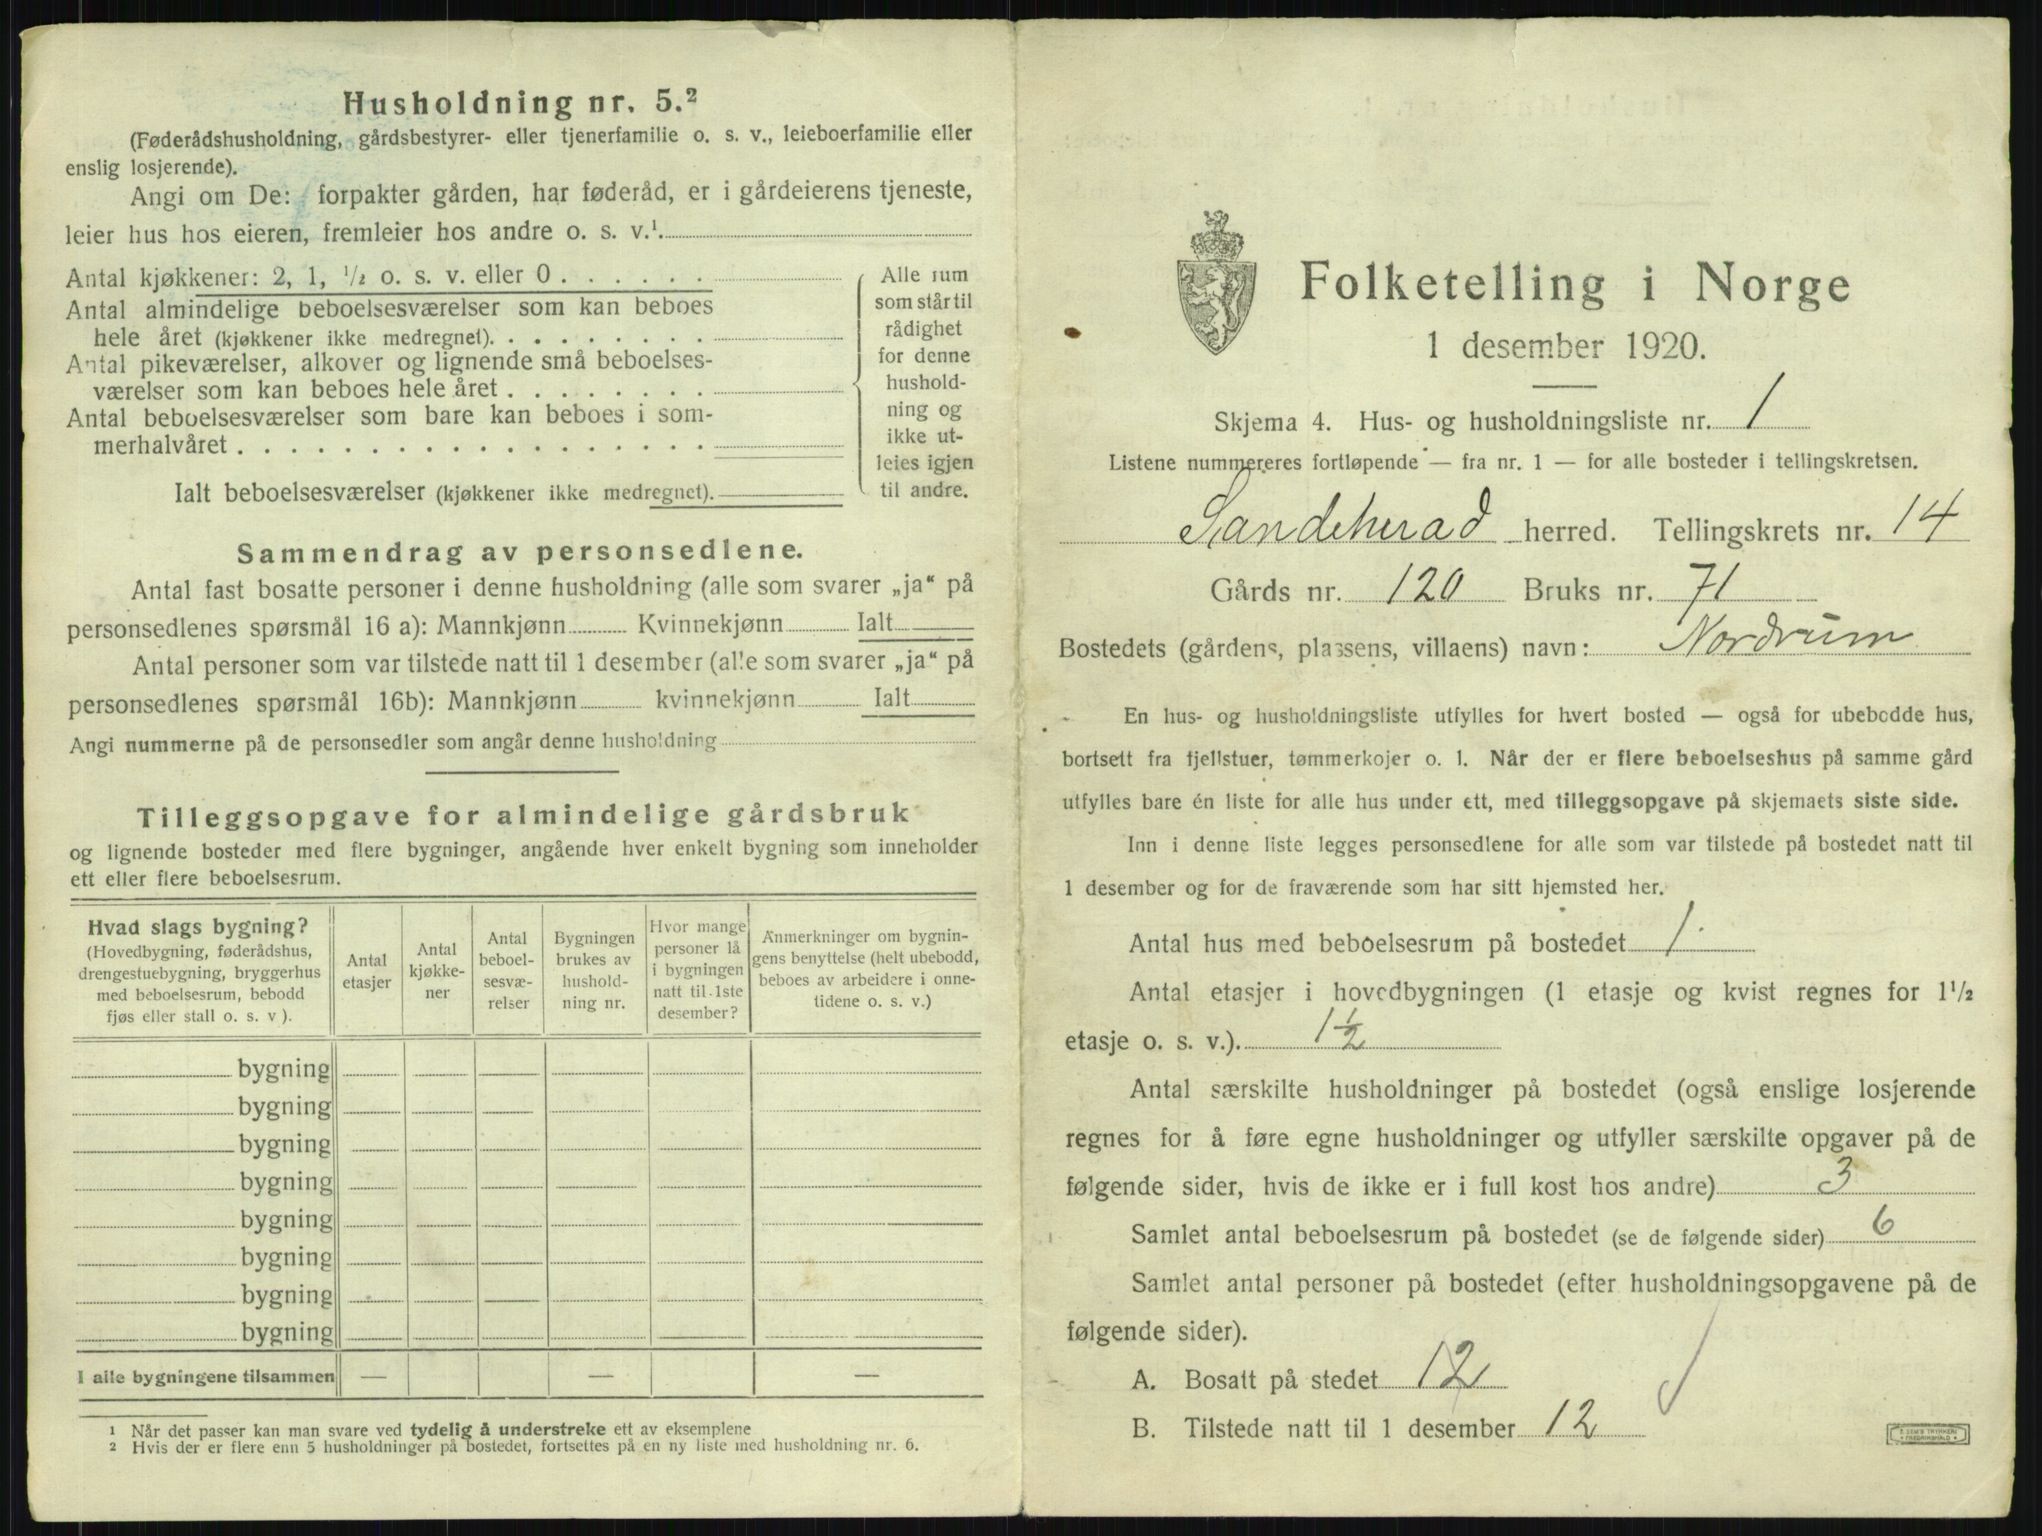 Husholdning nr. 5.²
(Føderådshusholdning, gårdsbestyrer- eller tjenerfamilie o. s. v., leieboerfamilie eller
enslig losjerende).
Angi om De: forpakter gården, har føderåd, er i gårdeierens tjeneste,
leier hus hos eieren, fremleier hos andre o. s. v.¹
Antal kjøkkener: 2, 1, ½ o. s. v. eller 0 . . . . . .
Antal almindelige beboelsesværelser som kan beboes
hele året (kjøkkener ikke medregnet). . . . . . . . .
Antal pikeværelser, alkover og lignende små beboelses-
værelser som kan beboes hele året . . . . . . . .
Antal beboelsesværelser som bare kan beboes i som-
merhalvåret . . . . . . . . . . . . . . . . . .
Ialt beboelsesværelser (kjøkkener ikke medregnet).
Alle rum
som står til
rådighet
for denne
hushold-
ning og
ikke ut-
leies igjen
til andre.
Sammendrag av personsedlene.
Antal fast bosatte personer i denne husholdning (alle som svarer „ja“ på
personsedlenes spørsmål 16 a): Mannkjønn Kvinnekjønn Ialt
Antal personer som var tilstede natt til 1 desember (alle som svarer „ja“ på
personsedlenes spørsmål 16b): Mannkjønn kvinnekjønn Ialt
Angi nummerne på de personsedler som angår denne husholdning
Tilleggsopgave for almindelige gårdsbruk
og lignende bosteder med flere bygninger, angående hver enkelt bygning som inneholder
ett eller flere beboelsesrum.
Hvad slags bygning?
(Hovedbygning, føderådshus,
drengestuebygning, bryggerhus
med beboelsesrum, bebodd
fjøs eller stall o. s. v ).
Antal
etasjer
Antal
kjøkke-
ner
Antal
beboel-
sesvæ-
relser
Bygningen
brukes av
hushold-
ning nr.
Hvor mange
personer lå
i bygningen
natt til 1ste
desember?
Anmerkninger om bygnin-
gens benyttelse (helt ubebodd,
beboes av arbeidere i onne-
tidene o. s. v.)
bygning
bygning
bygning
bygning
bygning
bygning
bygning
bygning
I alle bygningene tilsammen — — —
¹ Når det passer kan man svare ved tydelig å understreke ett av eksemplene
² Hvis der er flere enn 5 husholdninger på bostedet, fortsettes på en ny liste med husholdning nr. 6.
Folketelling i Norge
1 desember 1920.
Skjema 4. Hus- og husholdningsliste nr. 1
Listene nummereres fortløpende — fra nr. 1 — for alle bosteder i tellingskretsen.
Sandeherad herred. Tellingskrets nr. 14
Gårds nr. 120 Bruks nr. 71
Bostedets (gårdens, plassens, villaens) navn: Nordrum
En hus- og husholdningsliste utfylles for hvert bosted — også for ubebodde hus,
bortsett fra fjellstuer, tømmerkojer o. l. Når der er flere beboelseshus på samme gård
utfylles bare én liste for alle hus under ett, med tilleggsopgave på skjemaets siste side.
Inn i denne liste legges personsedlene for alle som var tilstede på bostedet natt til
1 desember og for de fraværende som har sitt hjemsted her.
Antal hus med beboelsesrum på bostedet 1.
Antal etasjer i hovedbygningen (1 etasje og kvist regnes for 1½
etasje o. s. v.). 1½
Antal særskilte husholdninger på bostedet (også enslige losjerende
regnes for å føre egne husholdninger og utfyller særskilte opgaver på de
følgende sider, hvis de ikke er i full kost hos andre) 3
Samlet antal beboelsesrum på bostedet (se de følgende sider) 6
Samlet antal personer på bostedet (efter husholdningsopgavene på de
følgende sider).
A. Bosatt på stedet 12
B. Tilstede natt til 1 desember 12